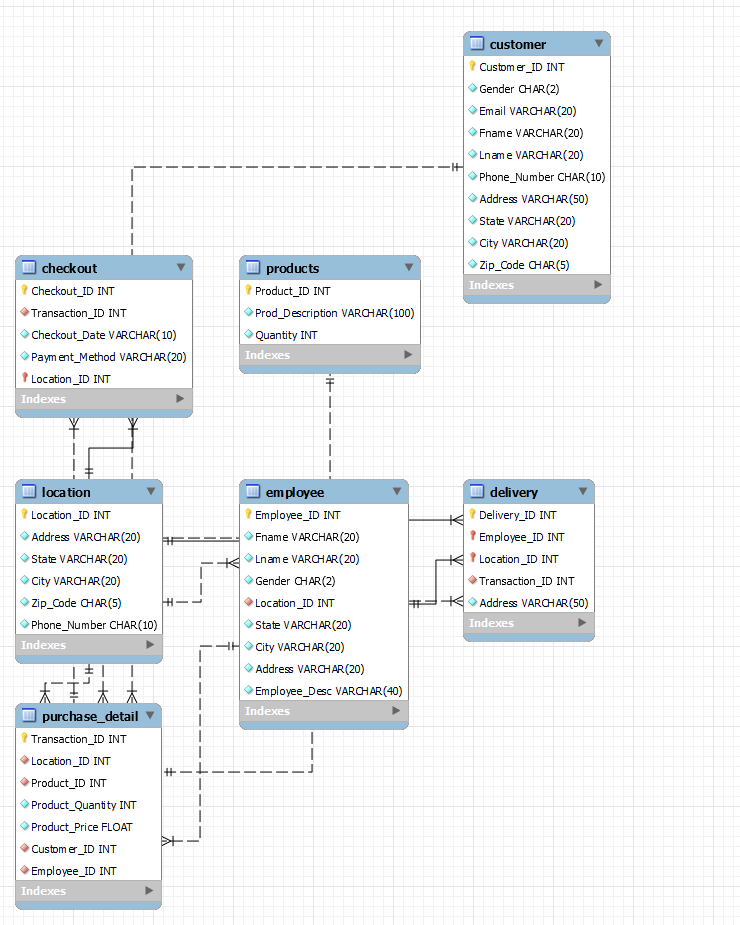 customer
Customer_ID INT
Gender CHAR(2)
Email VARCHAR(20)
Fname VARCHAR(20)
Lname VARCHAR(20)
Phone_Number CHAR(10)
Address VARCHAR(50)
State VARCHAR(20)
City VARCHAR(20)
Zip_Code CHAR(5)
Indexes
checkout
Checkout_ID INT
Transaction_ID INT
Checkout_Date VARCHAR(10)
Payment_Method VARCHAR(20)
Location_ID INT
Indexes
products
Product_ID INT
Prod_Description VARCHAR(100)
Quantity INT
Indexes
location
Location_ID INT
Address VARCHAR(20)
State VARCHAR(20)
City VARCHAR(20)
Zip_Code CHAR(5)
Phone_Number CHAR(10)
Indexes
employee
Employee_ID INT
Fname VARCHAR(20)
Lname VARCHAR(20)
Gender CHAR(2)
Location_ID INT
State VARCHAR(20)
City VARCHAR(20)
Address VARCHAR(20)
Employee_Desc VARCHAR(40)
Indexes
delivery
Delivery_ID INT
Employee_ID INT
Location_ID INT
Transaction_ID INT
Address VARCHAR(50)
Indexes
purchase_detail
Transaction_ID INT
Location_ID INT
Product_ID INT
Product_Quantity INT
Product_Price FLOAT
Customer_ID INT
Employee_ID INT
Indexes